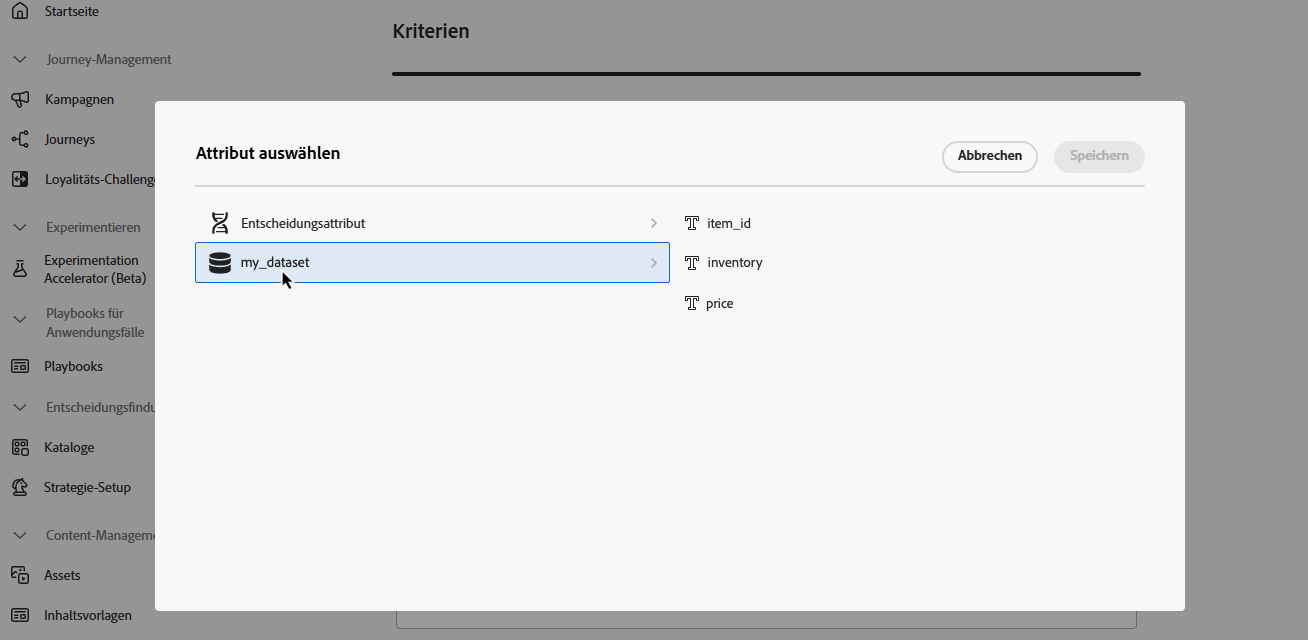 Startseite
Journey-Management
Kampagnen
Journeys
Loyalitäts-Challenge
Experimentieren
Experimentation
Accelerator (Beta)
Playbooks für
Anwendungsfälle
Playbooks
Entscheidungsfindu
Kataloge
Strategie-Setup
Content-Manageme
Assets
Inhaltsvorlagen
Kriterien
Attribut auswählen
Abbrechen
Speichern
Entscheidungsattribut
my_dataset
item_id
inventory
price